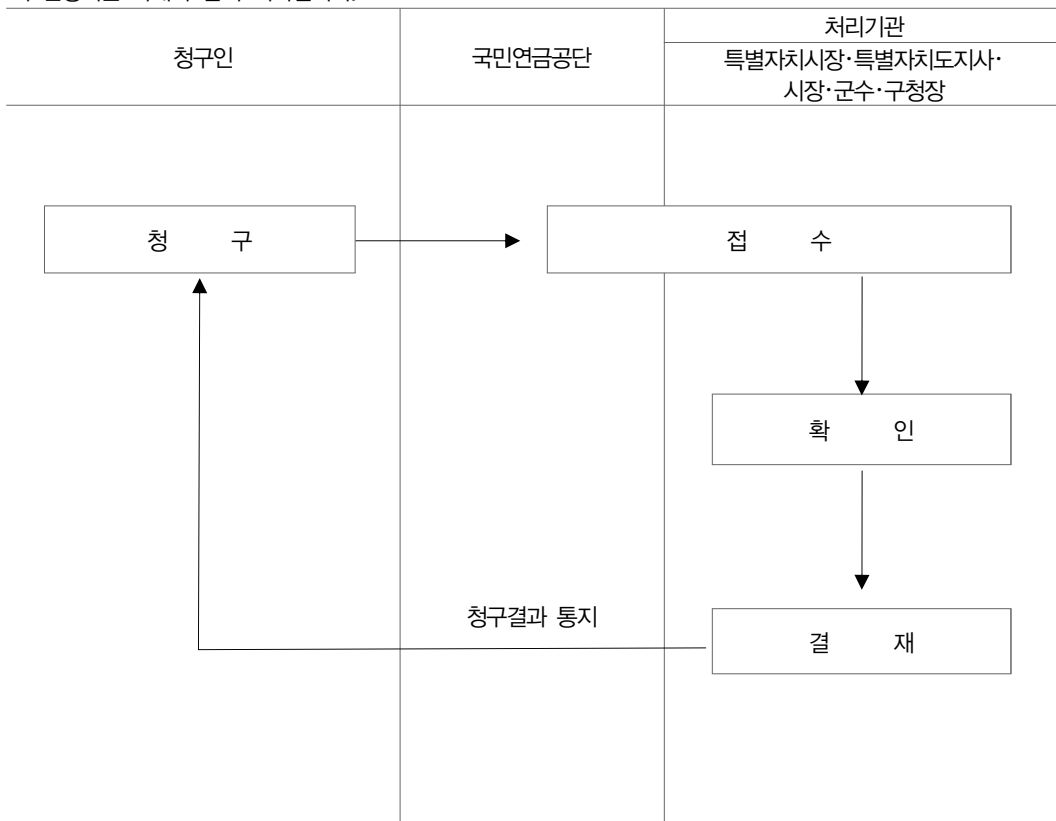 처리기관
청구인
국민연금공단
특별자치시장·특별자치도지사·
시장·군수·구청장
청 구
접 수
확 인
청구결과 통지
결 재